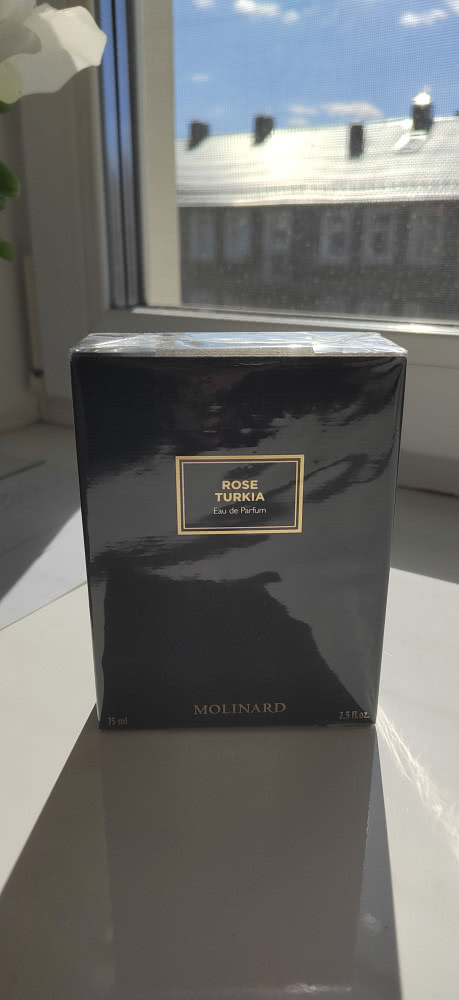 ROSE
TURKIA
Eau de Parfum
MOLINARD
75 ml
2.5 fl.oz.